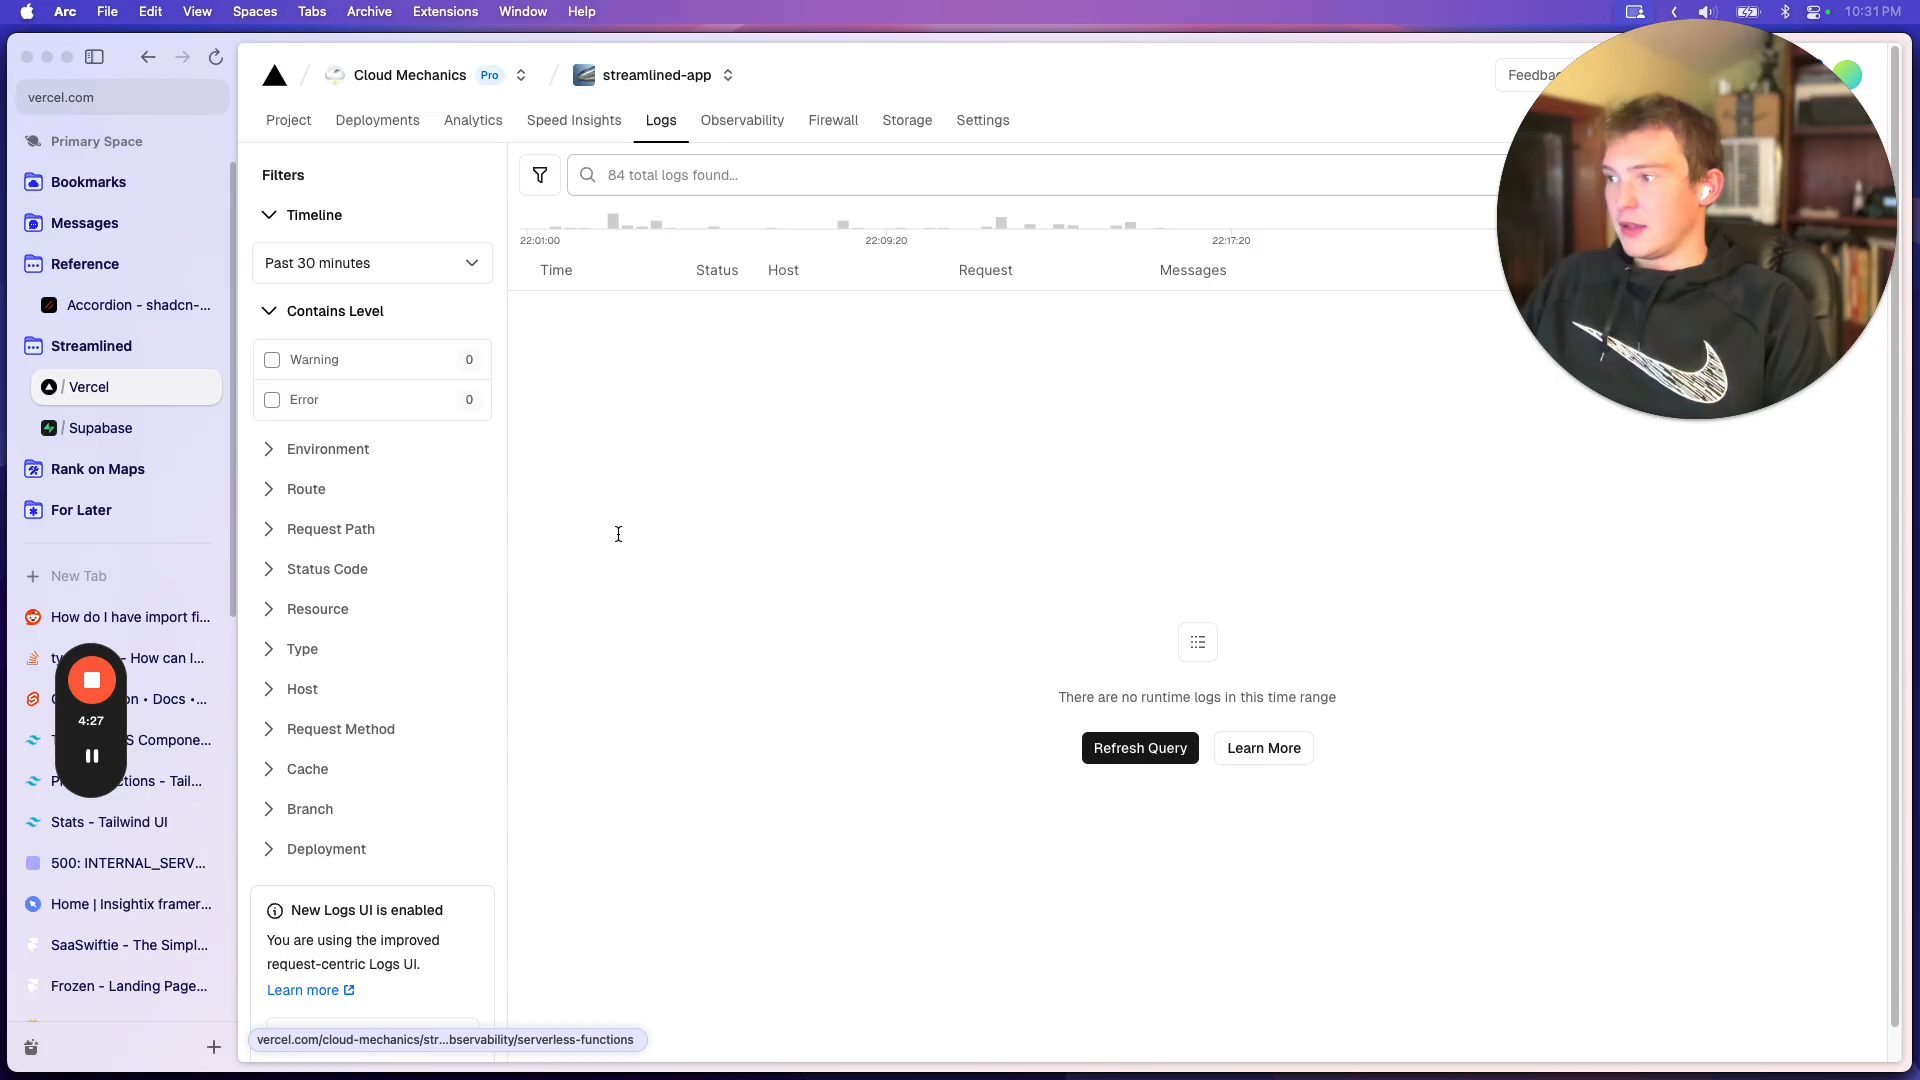 Arc File Edit View Spaces Tabs Archive Extensions Window Help
10:31 PM
vercel.com
Primary Space
Bookmarks
Messages
Reference
Accordion - shadcn-...
Streamlined
/ Vercel
/ Supabase
Rank on Maps
For Later
New Tab
How do I have import fi...
- How can I...
• Docs •...
S Compone...
ctions - Tail...
Stats - Tailwind UI
500: INTERNAL_SERV...
Home | Insightix framer...
SaaSwiftie - The Simpl...
Frozen - Landing Page...
4:27
Cloud Mechanics Pro
/ streamlined-app
Project Deployments Analytics Speed Insights Logs Observability Firewall Storage Settings
Filters
Timeline
Past 30 minutes
Contains Level
Warning 0
Error 0
Environment
Route
Request Path
Status Code
Resource
Type
Host
Request Method
Cache
Branch
Deployment
New Logs UI is enabled
You are using the improved
request-centric Logs UI.
Learn more
vercel.com/cloud-mechanics/str...bservability/serverless-functions
84 total logs found...
22:01:00 22:09:20 22:17:20
Time Status Host Request Messages
There are no runtime logs in this time range
Refresh Query Learn More